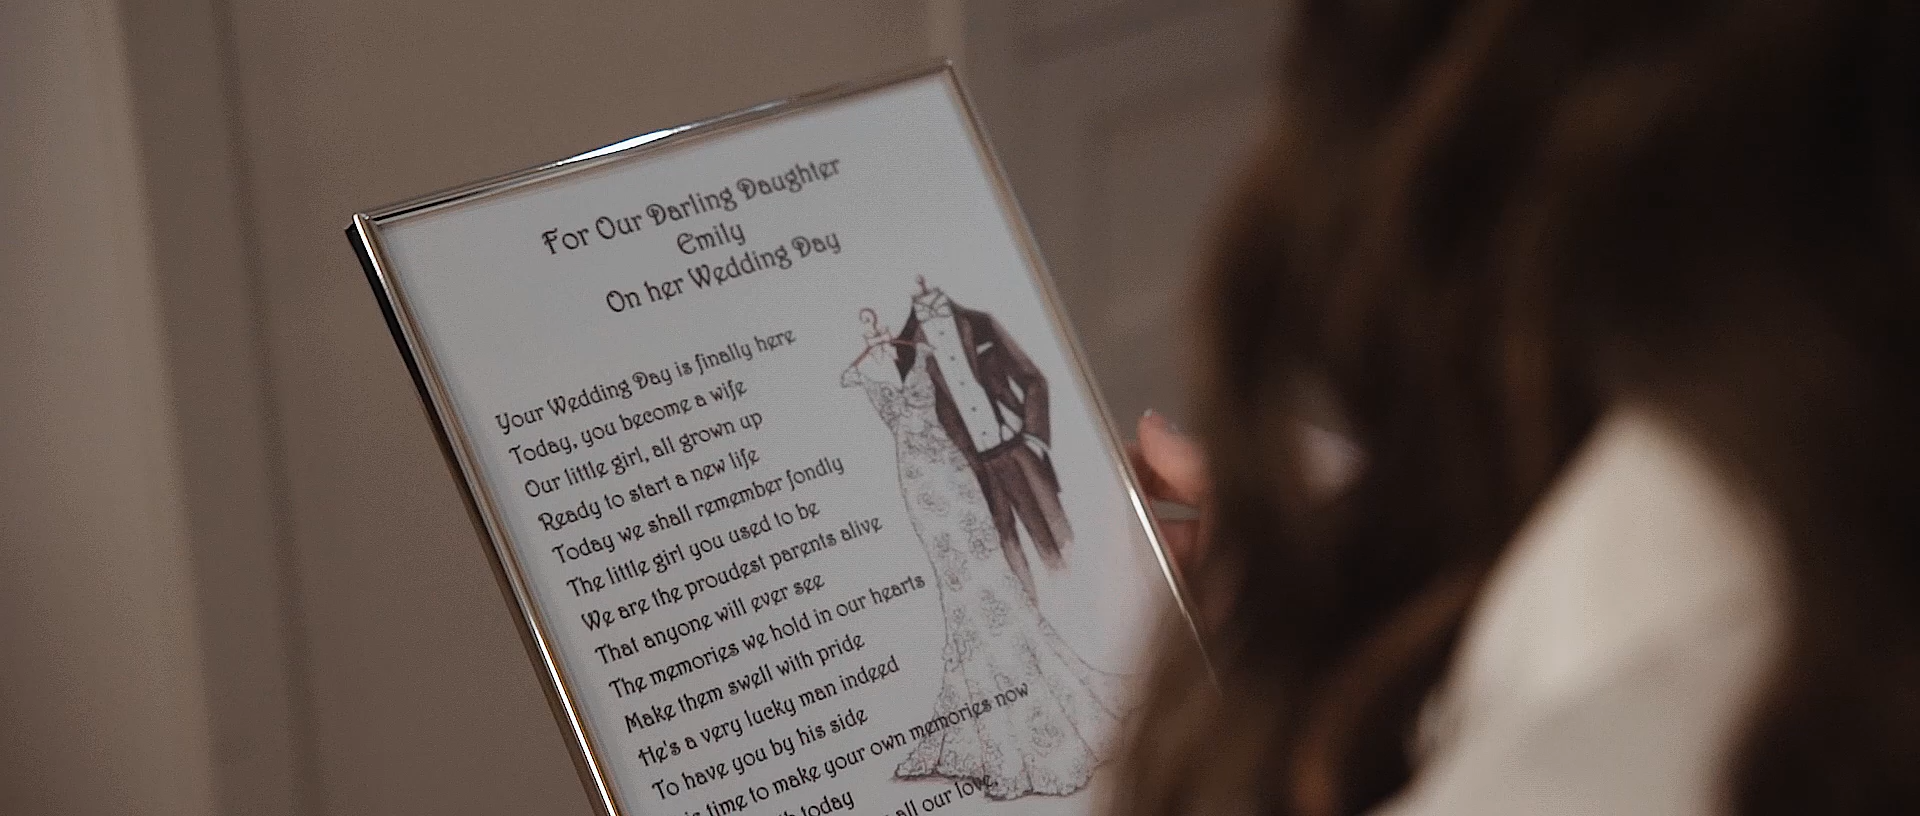 For Our Darling Daughter
Emily
On her Wedding Day
Your Wedding Day is finally here
Today, you become a wife
Our little girl, all grown up
Ready to start a new life
Today we shall remember fondly
The little girl you used to be
We are the proudest parents alive
That anyone will ever see
The memories we hold in our hearts
Make them swell with pride
He's a very lucky man indeed
To have you by his side
time to make your own memories now
today
all our love,